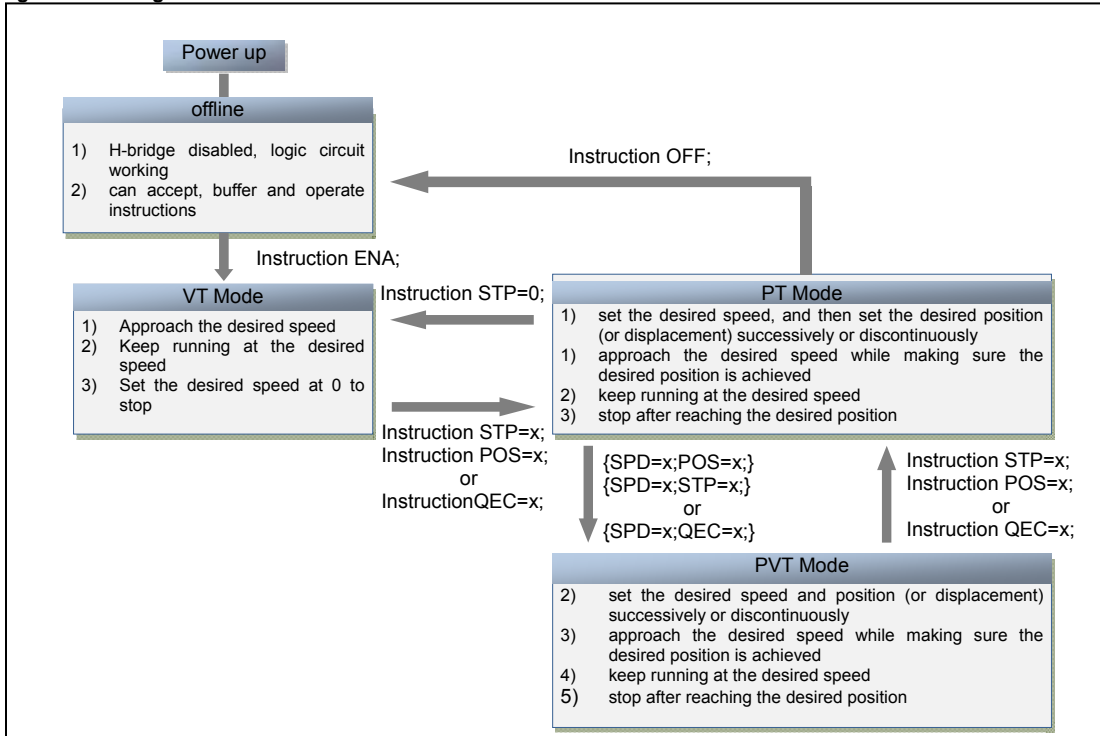 Power up
offline
1) H-bridge disabled, logic circuit
working
2) can accept, buffer and operate
instructions
Instruction OFF;
Instruction ENA;
VT Mode
1) Approach the desired speed
2) Keep running at the desired
speed
3) Set the desired speed at 0 to
stop
Instruction STP=0;
PT Mode
1) set the desired speed, and then set the desired position
(or displacement) successively or discontinuously
1) approach the desired speed while making sure the
desired position is achieved
2) keep running at the desired speed
3) stop after reaching the desired position
Instruction STP=x;
Instruction POS=x;
or
InstructionQEC=x;
{SPD=x;POS=x;}
{SPD=x;STP=x;}
or
{SPD=x;QEC=x;}
Instruction STP=x;
Instruction POS=x;
or
Instruction QEC=x;
PVT Mode
2) set the desired speed and position (or displacement)
successively or discontinuously
3) approach the desired speed while making sure the
desired position is achieved
4) keep running at the desired speed
5) stop after reaching the desired position